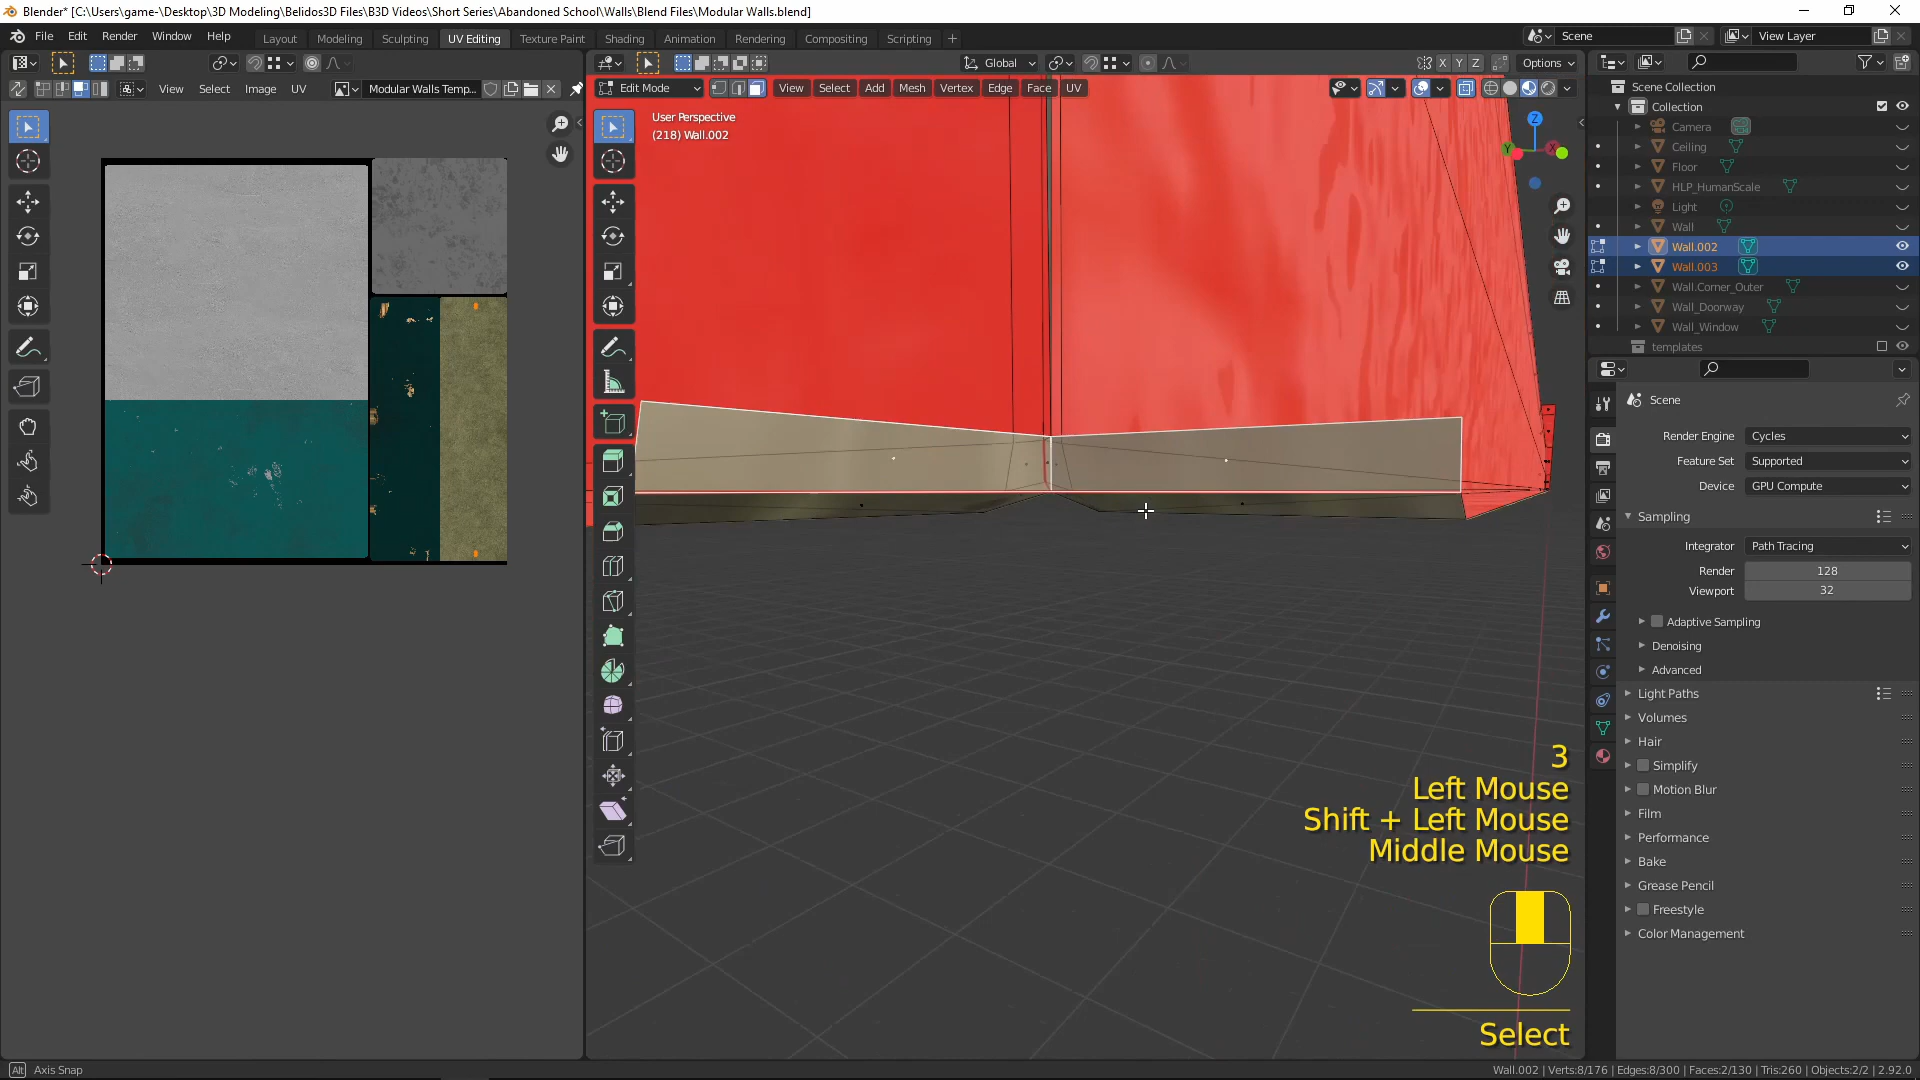 Blender* [C:\Users\game-\Desktop\3D Modeling\Belidos3D Files\B3D Videos\Short Series\Abandoned School\Walls\Blend Files\Modular Walls.blend]
File Edit Render Window Help Layout Modeling Sculpting UV Editing Texture Paint Shading Animation Rendering Compositing Scripting + Scene View Layer
Global X Y Z Options
View Select Image UV Modular Walls Temp... Edit Mode View Select Add Mesh Vertex Edge Face UV
User Perspective
(218) Wall.002
Z
Y X
Scene Collection
Collection
Camera
Ceiling
Floor
HLP_HumanScale
Light
Wall
Wall.002
Wall.003
Wall.Corner_Outer
Wall_Doorway
Wall_Window
templates
Scene
Render Engine Cycles
Feature Set Supported
Device GPU Compute
Sampling
Integrator Path Tracing
Render 128
Viewport 32
Adaptive Sampling
Denoising
Advanced
Light Paths
Volumes
Hair
Simplify
Motion Blur
Film
Performance
Bake
Grease Pencil
Freestyle
Color Management
3
Left Mouse
Shift + Left Mouse
Middle Mouse
Select
Alt Axis Snap
Wall.002 | Verts:8/176 | Edges:8/300 | Faces:2/130 | Tris:260 | Objects:2/2 | 2.92.0